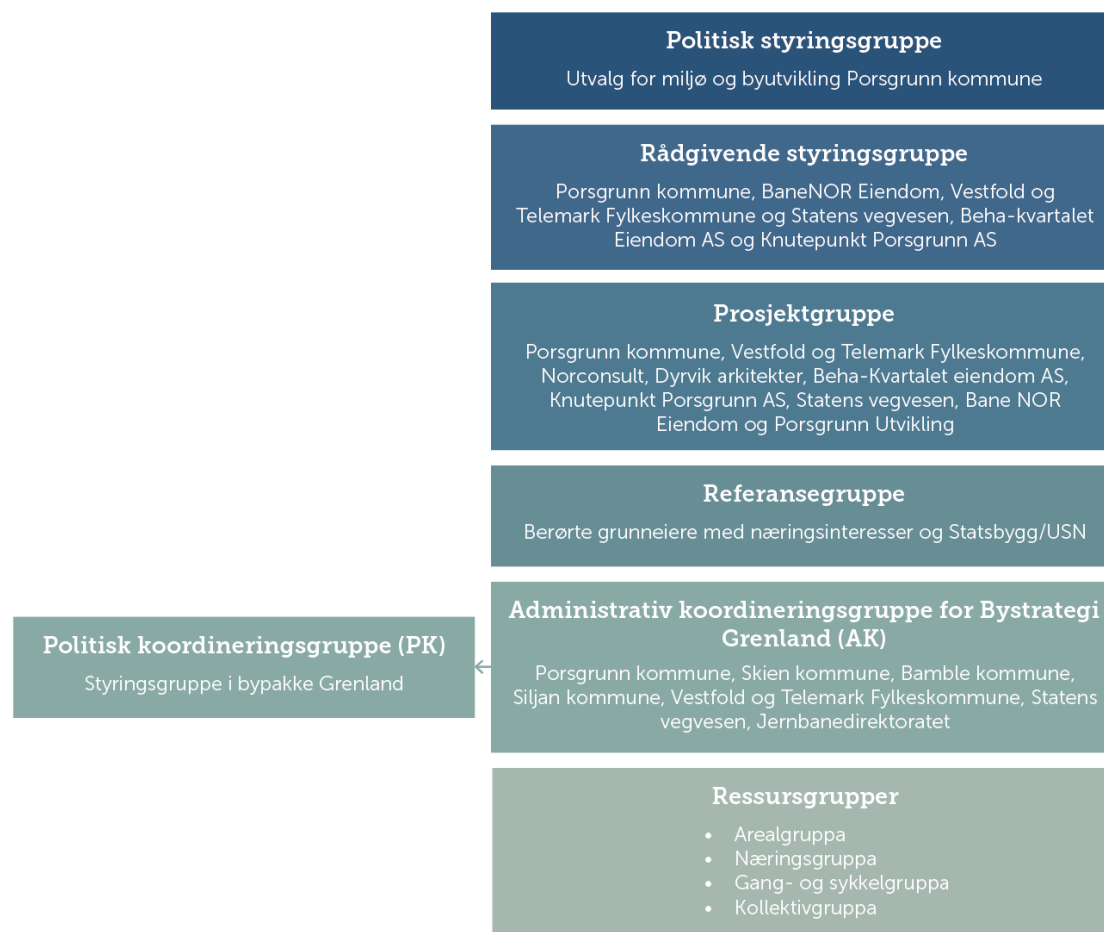 Politisk styringsgruppe
Utvalg for miljø og byutvikling Porsgrunn kommune
Rådgivende styringsgruppe
Porsgrunn kommune, BaneNOR Eiendom, Vestfold og
Telemark Fylkeskommune og Statens vegvesen, Beha-kvartalet
Eiendom AS og Knutepunkt Porsgrunn AS
Prosjektgruppe
Porsgrunn kommune, Vestfold og Telemark Fylkeskommune,
Norconsult, Dyrvik arkitekter, Beha-Kvartalet eiendom AS,
Knutepunkt Porsgrunn AS, Statens vegvesen, Bane NOR
Eiendom og Porsgrunn Utvikling
Referansegruppe
Berørte grunneiere med næringsinteresser og Statsbygg/USN
Administrativ koordineringsgruppe for Bystrategi
Grenland (AK)
Porsgrunn kommune, Skien kommune, Bamble kommune,
Siljan kommune, Vestfold og Telemark Fylkeskommune, Statens
vegvesen, Jernbanedirektoratet
Politisk koordineringsgruppe (PK)
Styringsgruppe i bypakke Grenland
Ressursgrupper
• Arealgruppa
• Næringsgruppa
• Gang- og sykkelgruppa
• Kollektivgruppa